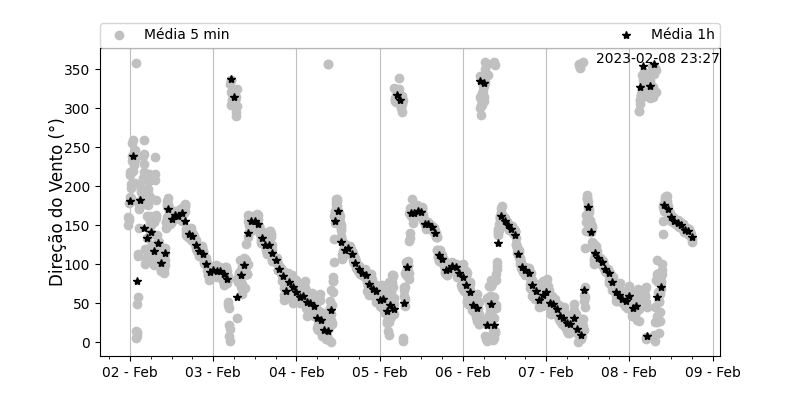 Média 5 min
Média 1h
2023-02-08 23:27
Direção do Vento (°)
350
300
250
200
150
100
50
0
02 - Feb
03 - Feb
04 - Feb
05 - Feb
06 - Feb
07 - Feb
08 - Feb
09 - Feb